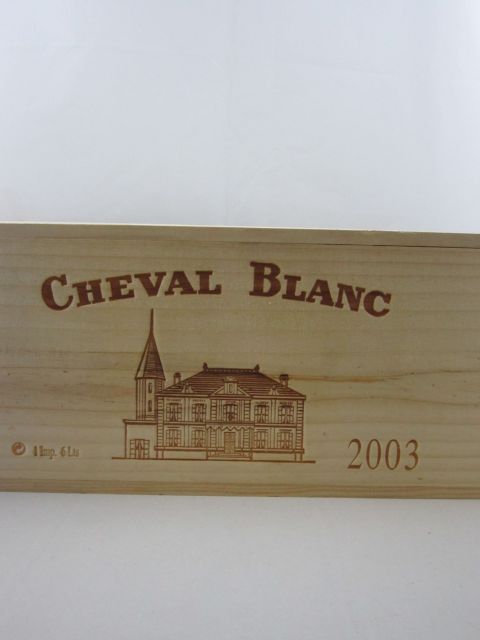 CHEVAL BLANC
1 Imp. 6 Lts
2003